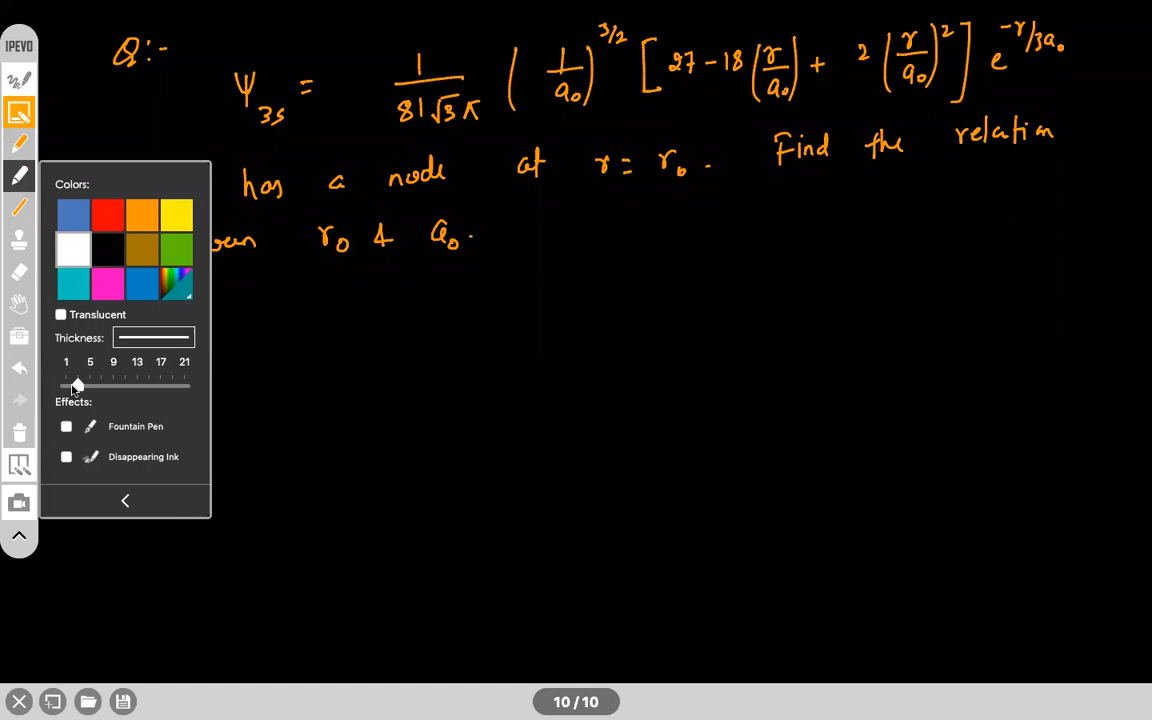 IPEVO
Q:-
ψ3s = 1/81√3π (1/a₀)^3/2 [27 - 18 (r/a₀) + 2 (r/a₀)²] e^-r/3a₀
has a node at r = r₀. Find the relation
r₀ & a₀.
Colors:
Translucent
Thickness:
1 5 9 13 17 21
Effects:
Fountain Pen
Disappearing Ink
10 / 10